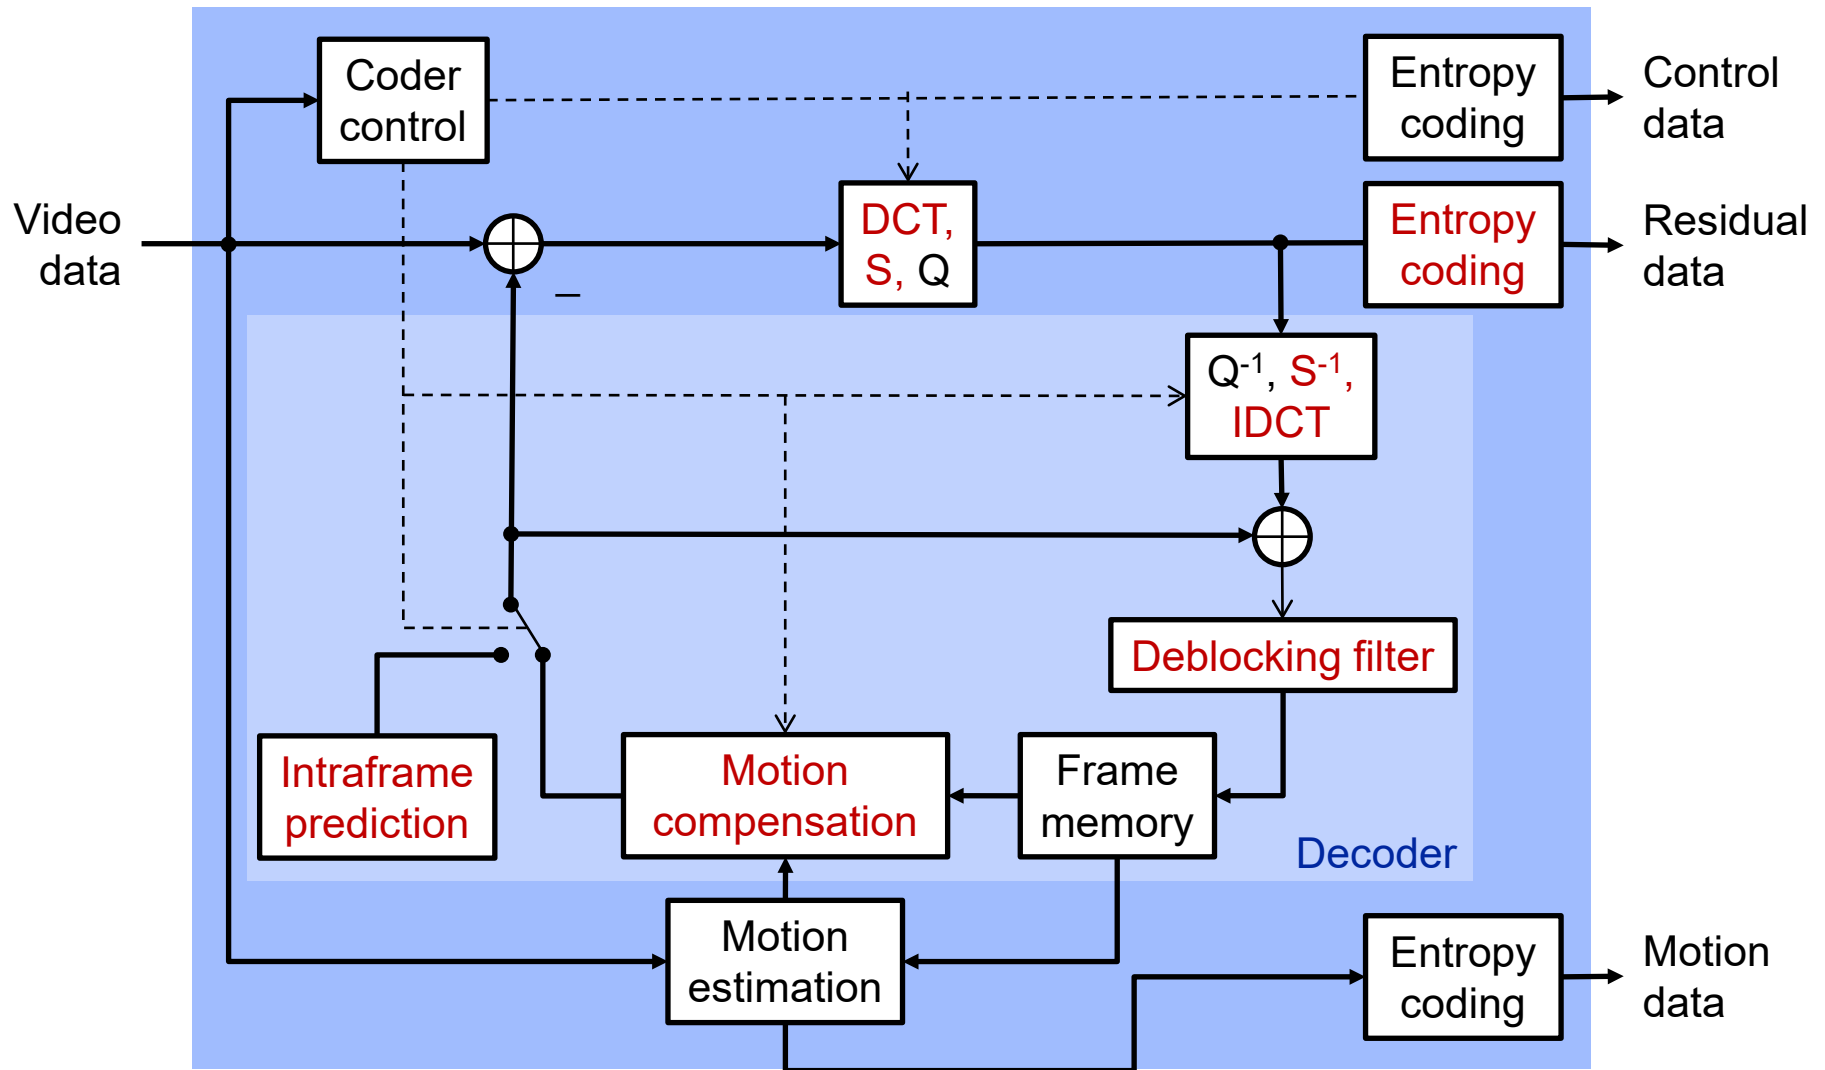 Coder
control
Entropy
coding
Control
data
Video
data
DCT,
S, Q
Entropy
coding
Residual
data
–
Q⁻¹, S⁻¹,
IDCT
Deblocking filter
Intraframe
prediction
Motion
compensation
Frame
memory
Decoder
Motion
estimation
Entropy
coding
Motion
data